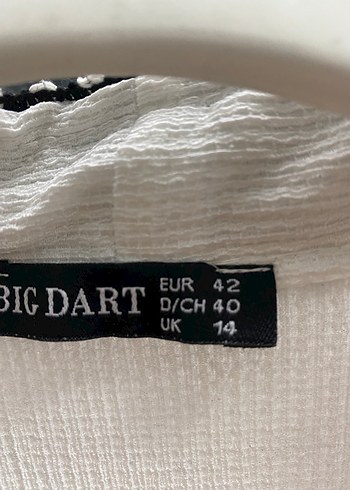 BIG DART
EUR 42
D/CH 40
UK 14